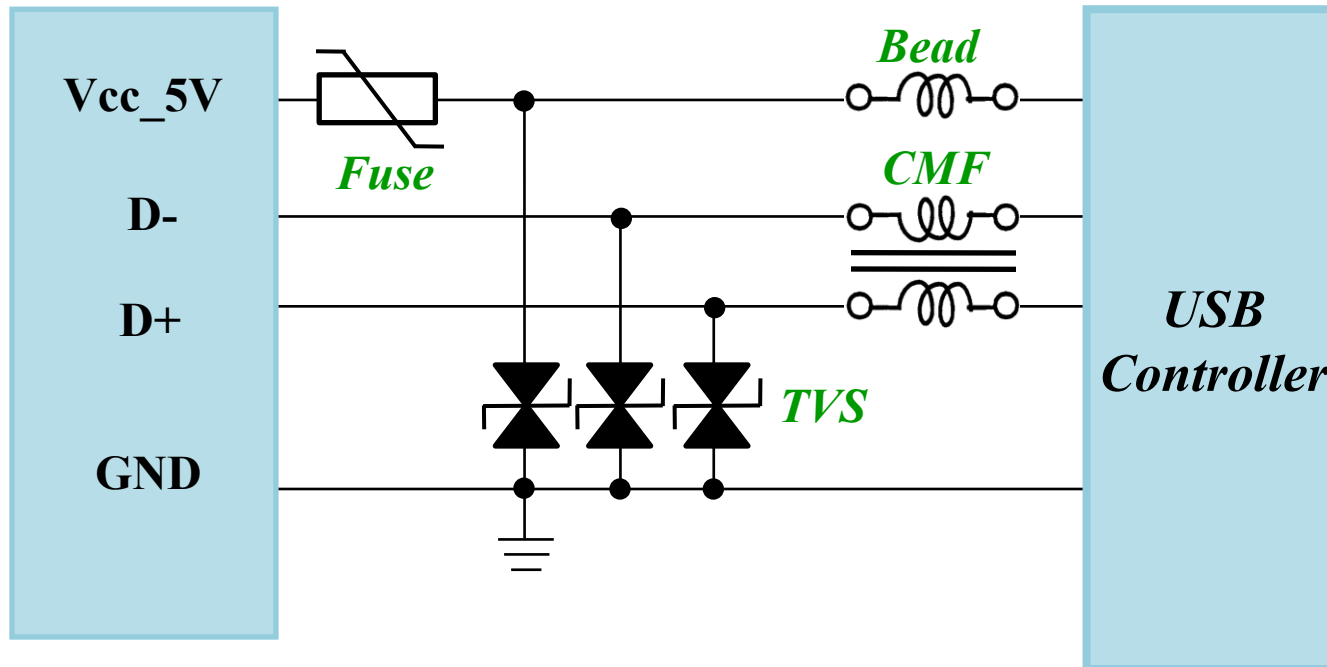 Vcc_5V
D-
D+
GND
Fuse
Bead
CMF
TVS
USB
Controller